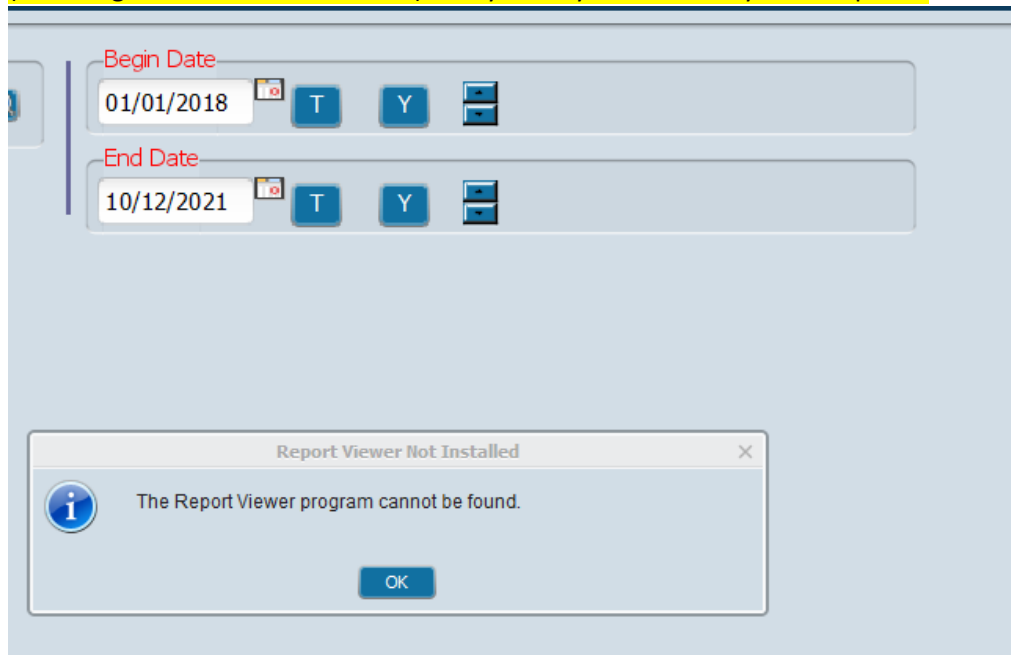 Begin Date
01/01/2018 T Y
End Date
10/12/2021 T Y
Report Viewer Not Installed
The Report Viewer program cannot be found.
OK